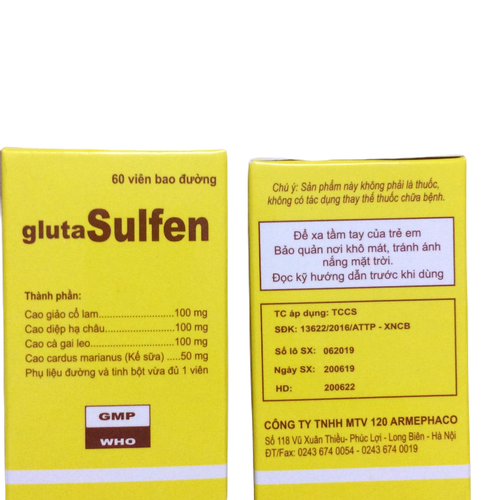 60 viên bao đường
glutaSulfen
Thành phần:
Cao giảo cổ lam..........................100 mg
Cao diệp hạ châu........................100 mg
Cao cà gai leo.............................100 mg
Cao cardus marianus (Kế sữa) .....50 mg
Phụ liệu đường và tinh bột vừa đủ 1 viên
GMP
WHO
Chú ý: Sản phẩm này không phải là thuốc,
không có tác dụng thay thế thuốc chữa bệnh.
Để xa tầm tay của trẻ em
Bảo quản nơi khô mát, tránh ánh
nắng mặt trời.
Đọc kỹ hướng dẫn trước khi dùng
TC áp dụng: TCCS
SĐK: 13622/2016/ATTP - XNCB
Số lô SX: 062019
Ngày SX: 200619
HD: 200622
CÔNG TY TNHH MTV 120 ARMEPHACO
Số 118 Vũ Xuân Thiều- Phúc Lợi - Long Biên - Hà Nội
ĐT/Fax: 0243 674 0054 - 0243 674 0019